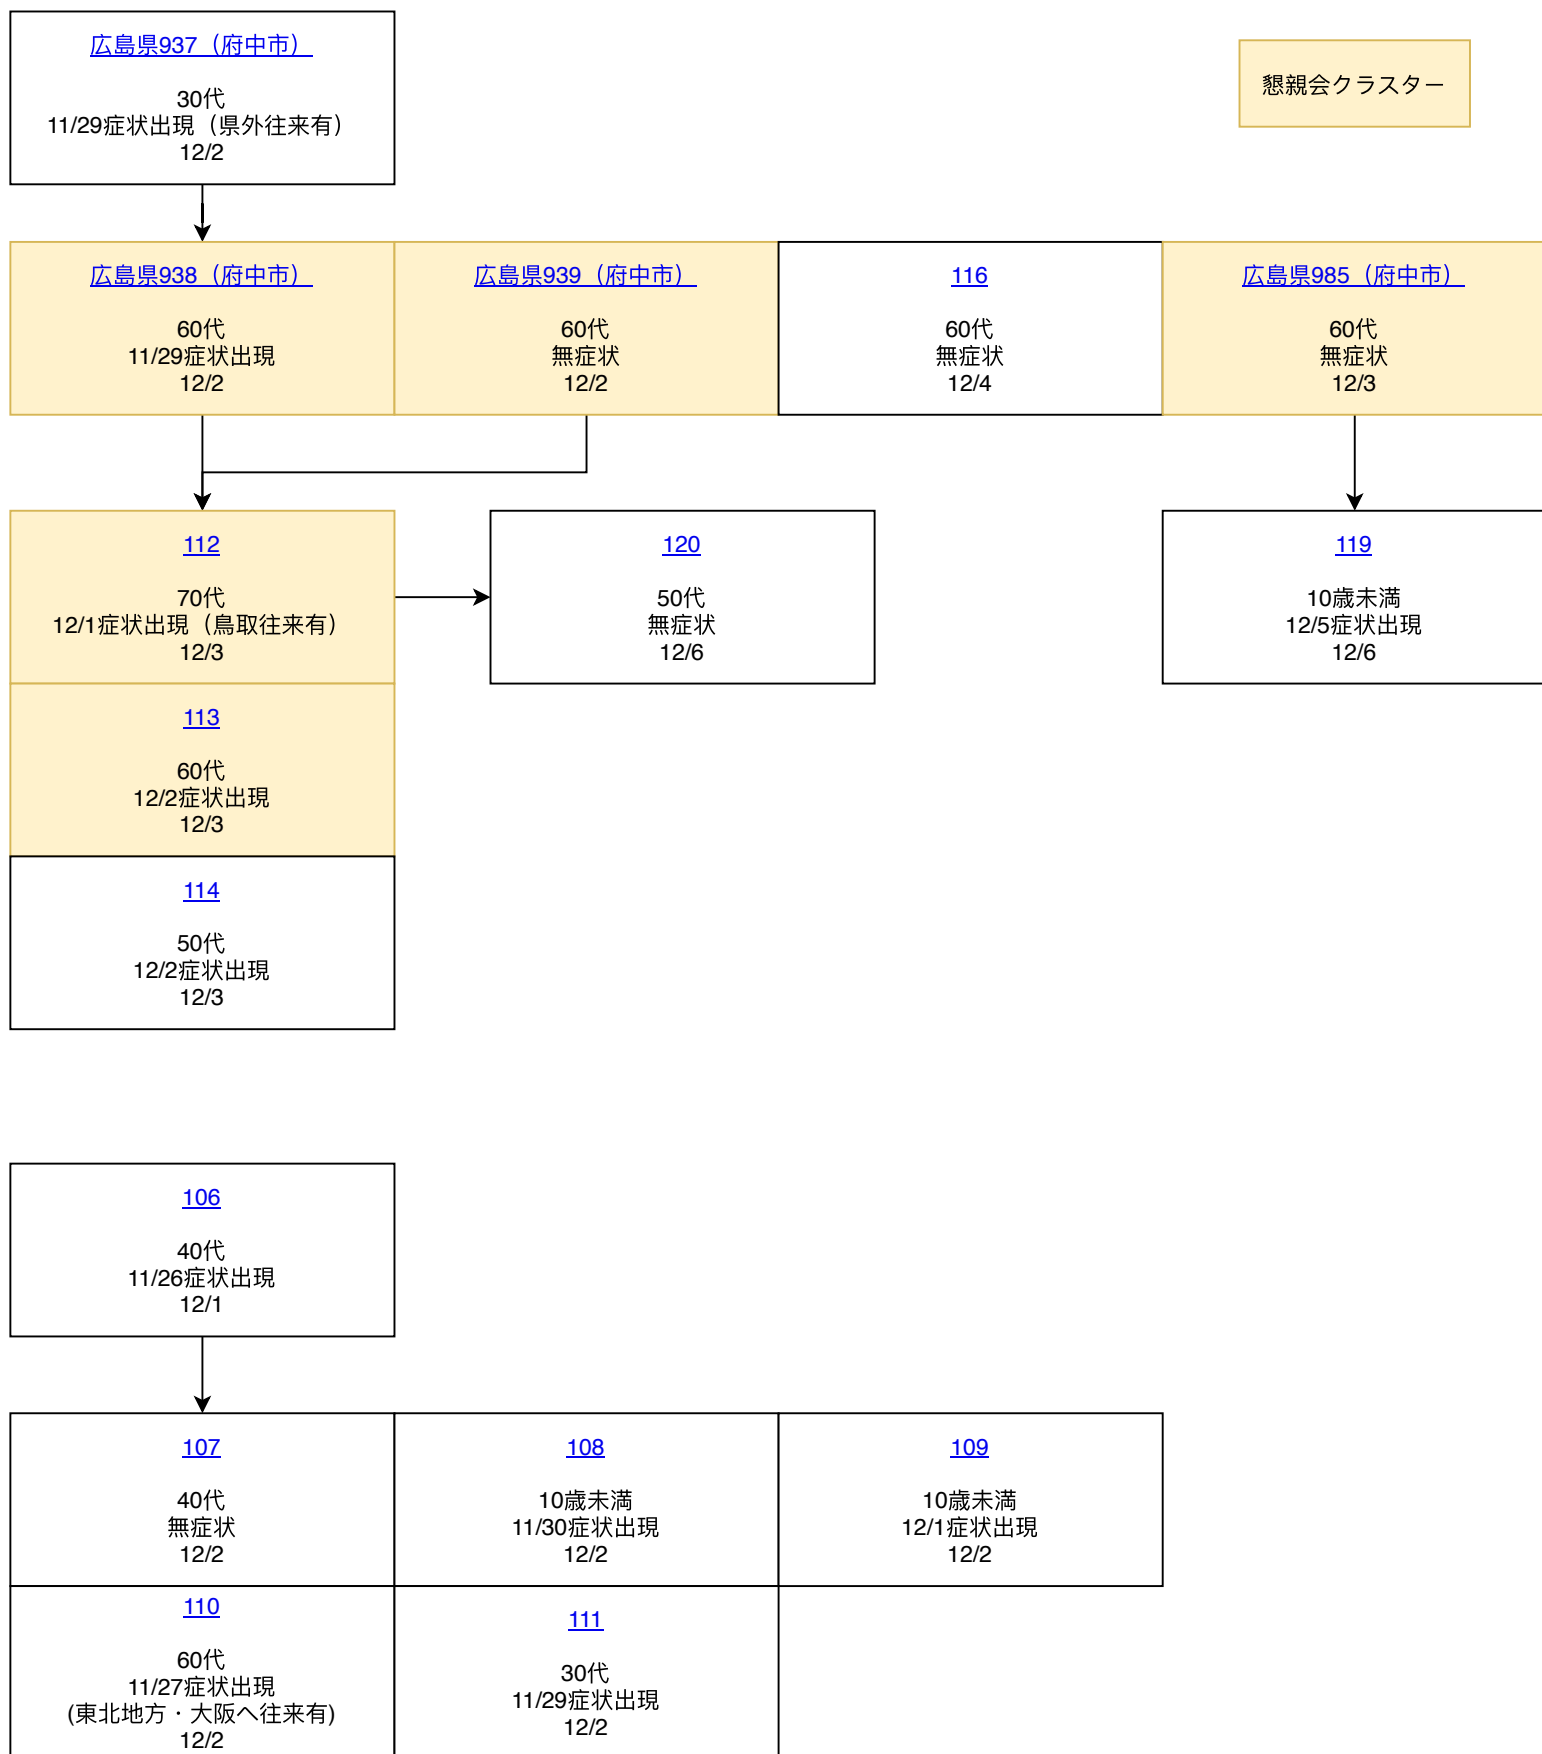 広島県937（府中市）
30代
11/29症状出現（県外往来有）
12/2
懇親会クラスター
広島県938（府中市）
60代
11/29症状出現
12/2
広島県939（府中市）
60代
無症状
12/2
116
60代
無症状
12/4
広島県985（府中市）
60代
無症状
12/3
112
70代
12/1症状出現（鳥取往来有）
12/3
120
50代
無症状
12/6
119
10歳未満
12/5症状出現
12/6
113
60代
12/2症状出現
12/3
114
50代
12/2症状出現
12/3
106
40代
11/26症状出現
12/1
107
40代
無症状
12/2
108
10歳未満
11/30症状出現
12/2
109
10歳未満
12/1症状出現
12/2
110
60代
11/27症状出現
(東北地方・大阪へ往来有)
12/2
111
30代
11/29症状出現
12/2